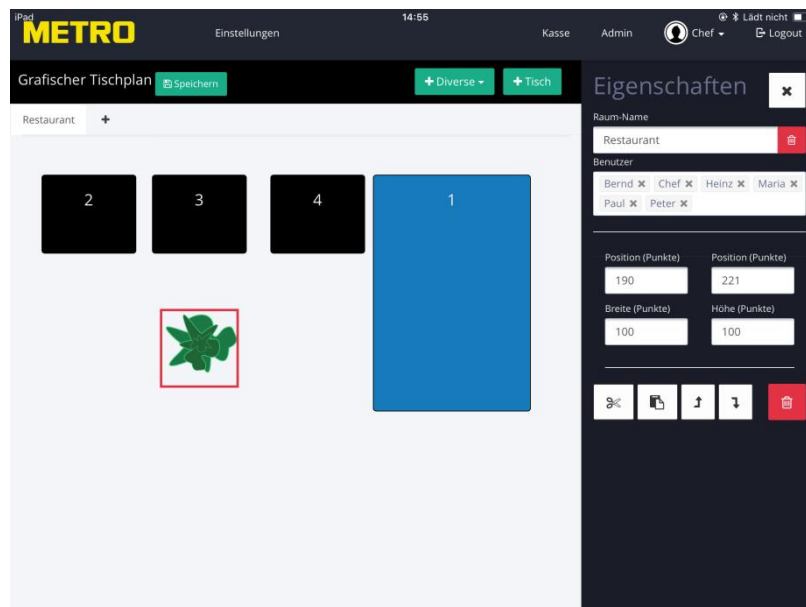 iPad 14:55 Lädt nicht
METRO Einstellungen Kasse Admin Chef Logout
Grafischer Tischplan Speichern + Diverse + Tisch
Restaurant +
2 3 4 1
Eigenschaften
Raum-Name
Restaurant
Benutzer
Bernd Chef Heinz Maria
Paul Peter
Position (Punkte) Position (Punkte)
190 221
Breite (Punkte) Höhe (Punkte)
100 100